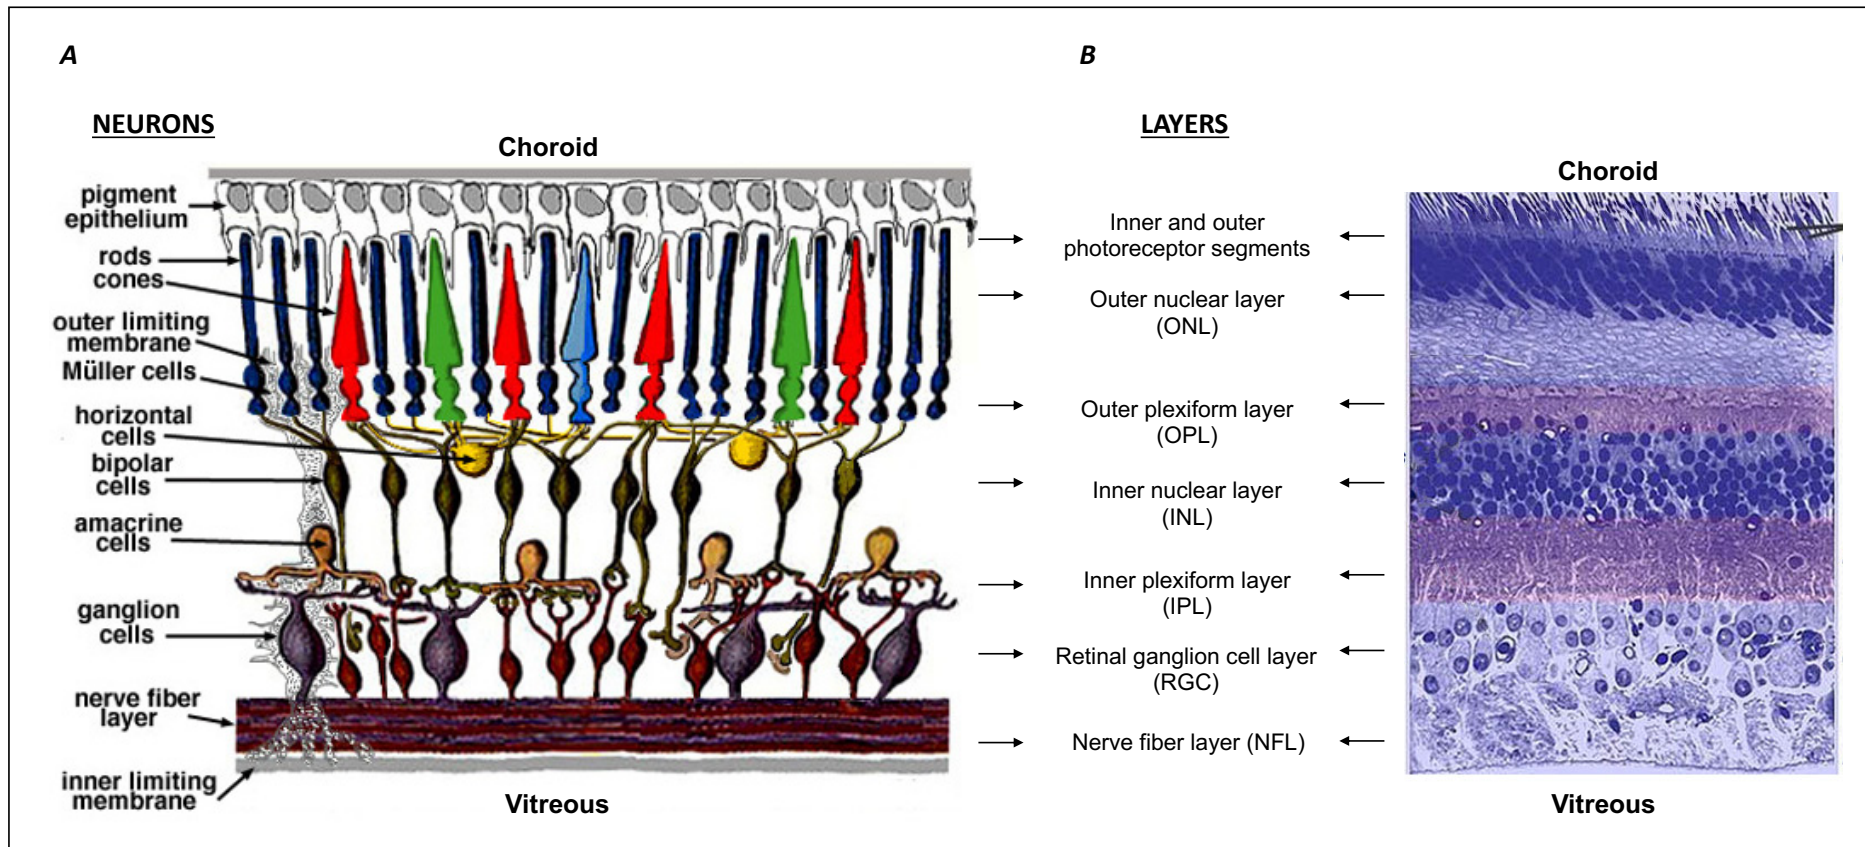 A
B
NEURONS
LAYERS
Choroid
pigment
epithelium
rods
cones
outer limiting
membrane
Müller cells
horizontal
cells
bipolar
cells
amacrine
cells
ganglion
cells
nerve fiber
layer
inner limiting
membrane
Vitreous
Inner and outer
photoreceptor segments
Outer nuclear layer
(ONL)
Outer plexiform layer
(OPL)
Inner nuclear layer
(INL)
Inner plexiform layer
(IPL)
Retinal ganglion cell layer
(RGC)
Nerve fiber layer (NFL)
Choroid
Vitreous